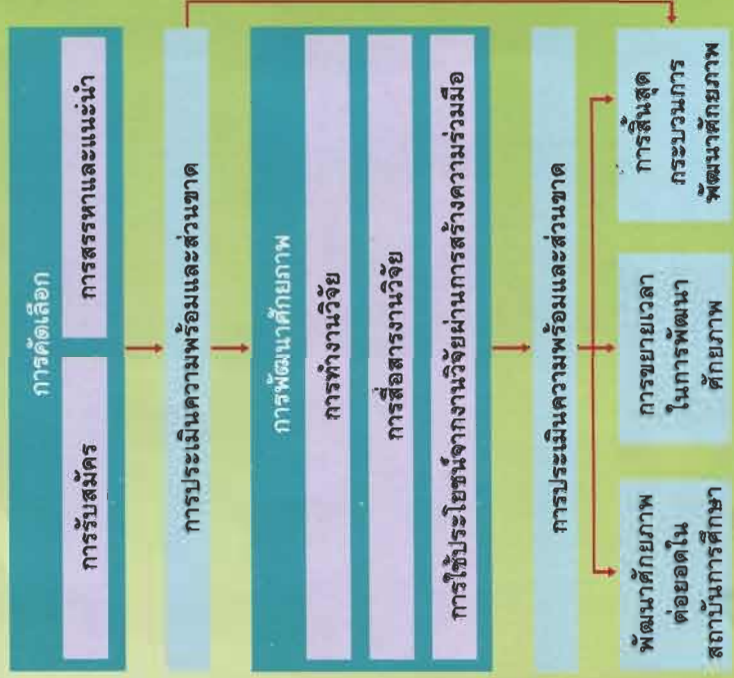 การคัดเลือก
การรับสมัคร
การสรรหาและแนะนำ
การประเมินความพร้อมและส่วนขาด
การพัฒนาศักยภาพ
การทำงานวิจัย
การสื่อสารงานวิจัย
การใช้ประโยชน์จากงานวิจัยผ่านการสร้างความร่วมมือ
การประเมินความพร้อมและส่วนขาด
พัฒนาศักยภาพ
ต่อยอดใน
สถาบันการศึกษา
การขยายเวลา
ในการพัฒนา
ศักยภาพ
การสิ้นสุด
กระบวนการ
พัฒนาศักยภาพ